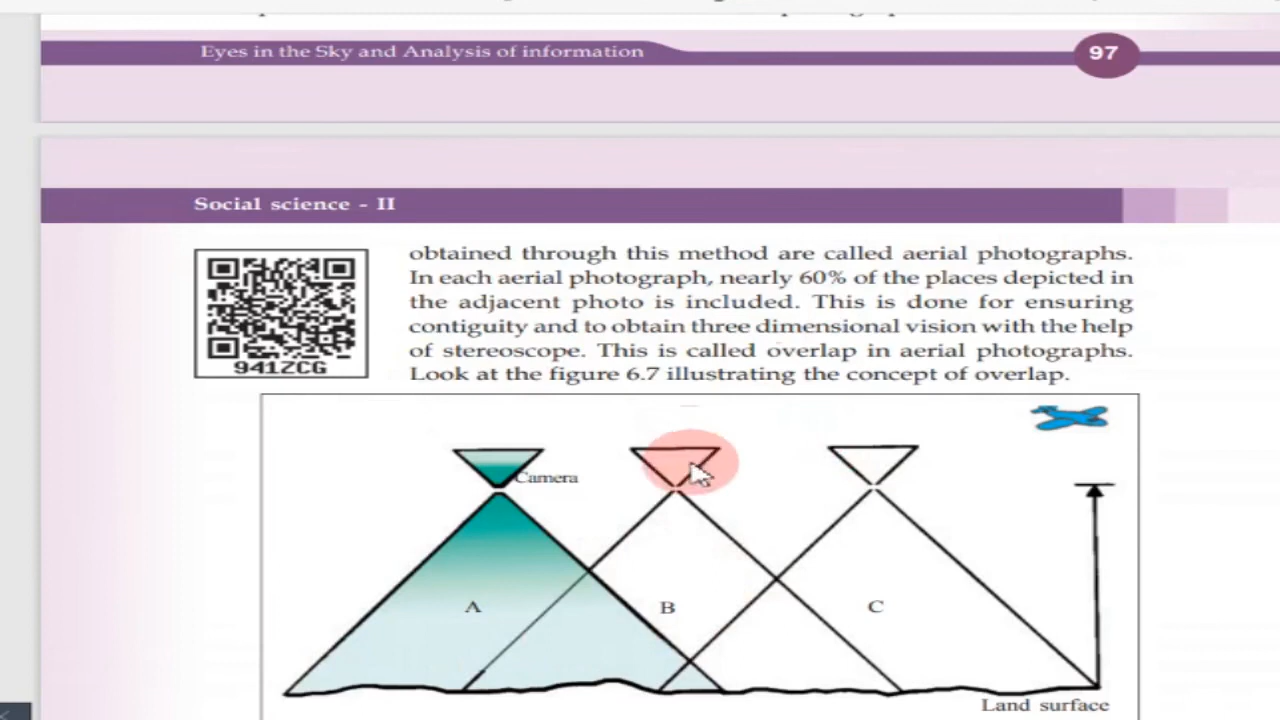 Eyes in the Sky and Analysis of information
97
Social science - II
941ZCG
obtained through this method are called aerial photographs.
In each aerial photograph, nearly 60% of the places depicted in
the adjacent photo is included. This is done for ensuring
contiguity and to obtain three dimensional vision with the help
of stereoscope. This is called overlap in aerial photographs.
Look at the figure 6.7 illustrating the concept of overlap.
Camera
A
B
C
Land surface